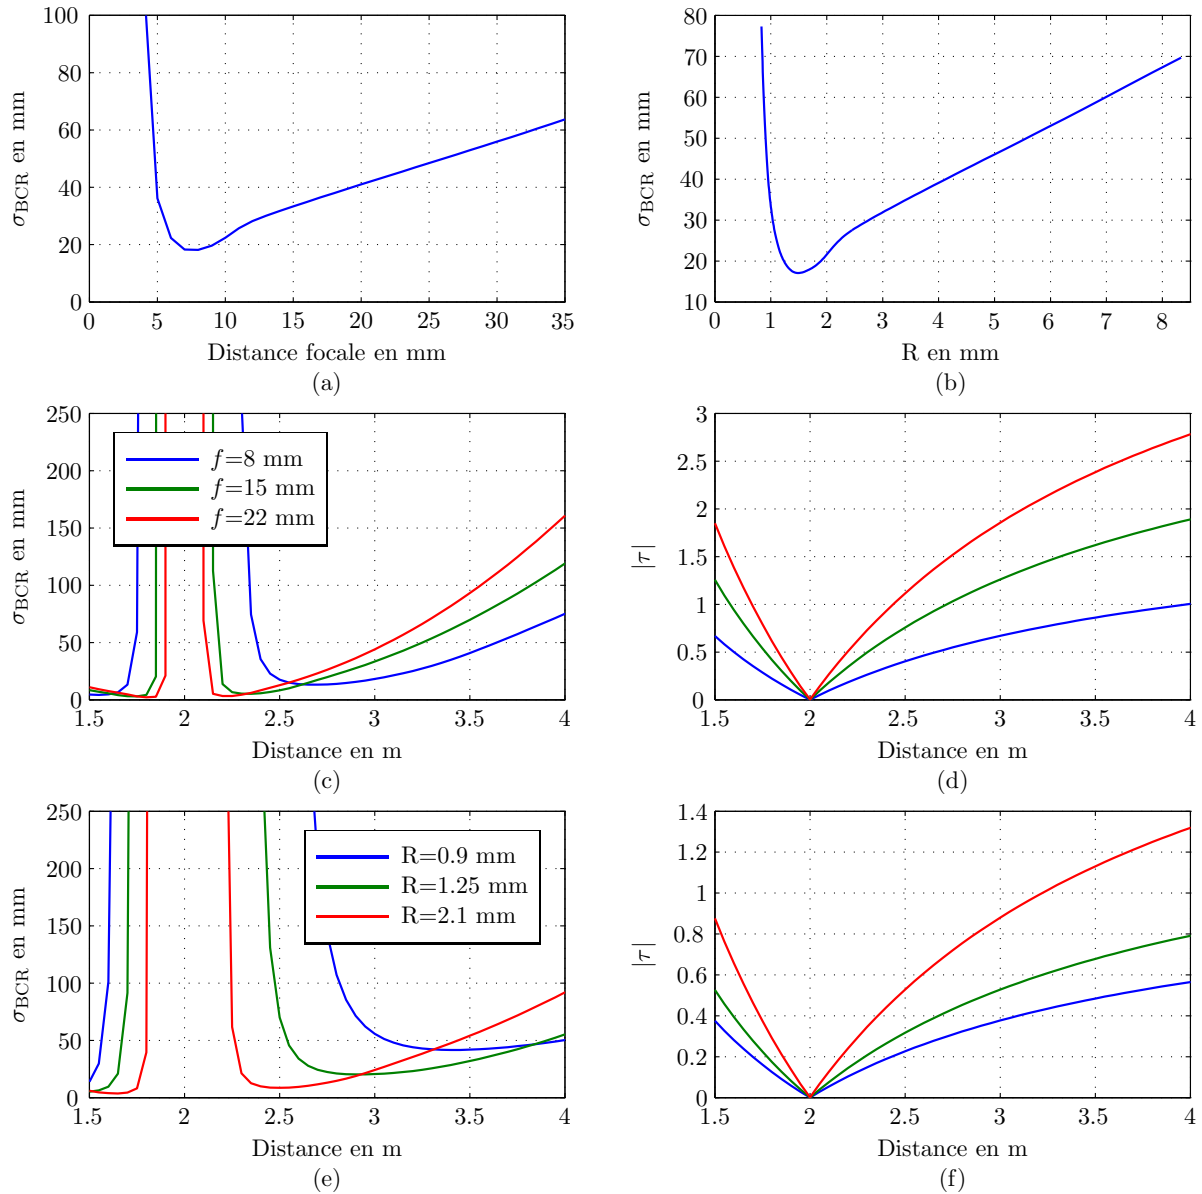 100
80
60
40
20
0
σBCR en mm
0 5 10 15 20 25 30 35
Distance focale en mm
(a)
80
70
60
50
40
30
20
10
σBCR en mm
0 1 2 3 4 5 6 7 8
R en mm
(b)
250
200
150
100
50
0
σBCR en mm
f=8 mm
f=15 mm
f=22 mm
1.5 2 2.5 3 3.5 4
Distance en m
(c)
3
2.5
2
1.5
1
0.5
0
|τ|
1.5 2 2.5 3 3.5 4
Distance en m
(d)
250
200
150
100
50
0
σBCR en mm
R=0.9 mm
R=1.25 mm
R=2.1 mm
1.5 2 2.5 3 3.5 4
Distance en m
(e)
1.4
1.2
1
0.8
0.6
0.4
0.2
0
|τ|
1.5 2 2.5 3 3.5 4
Distance en m
(f)